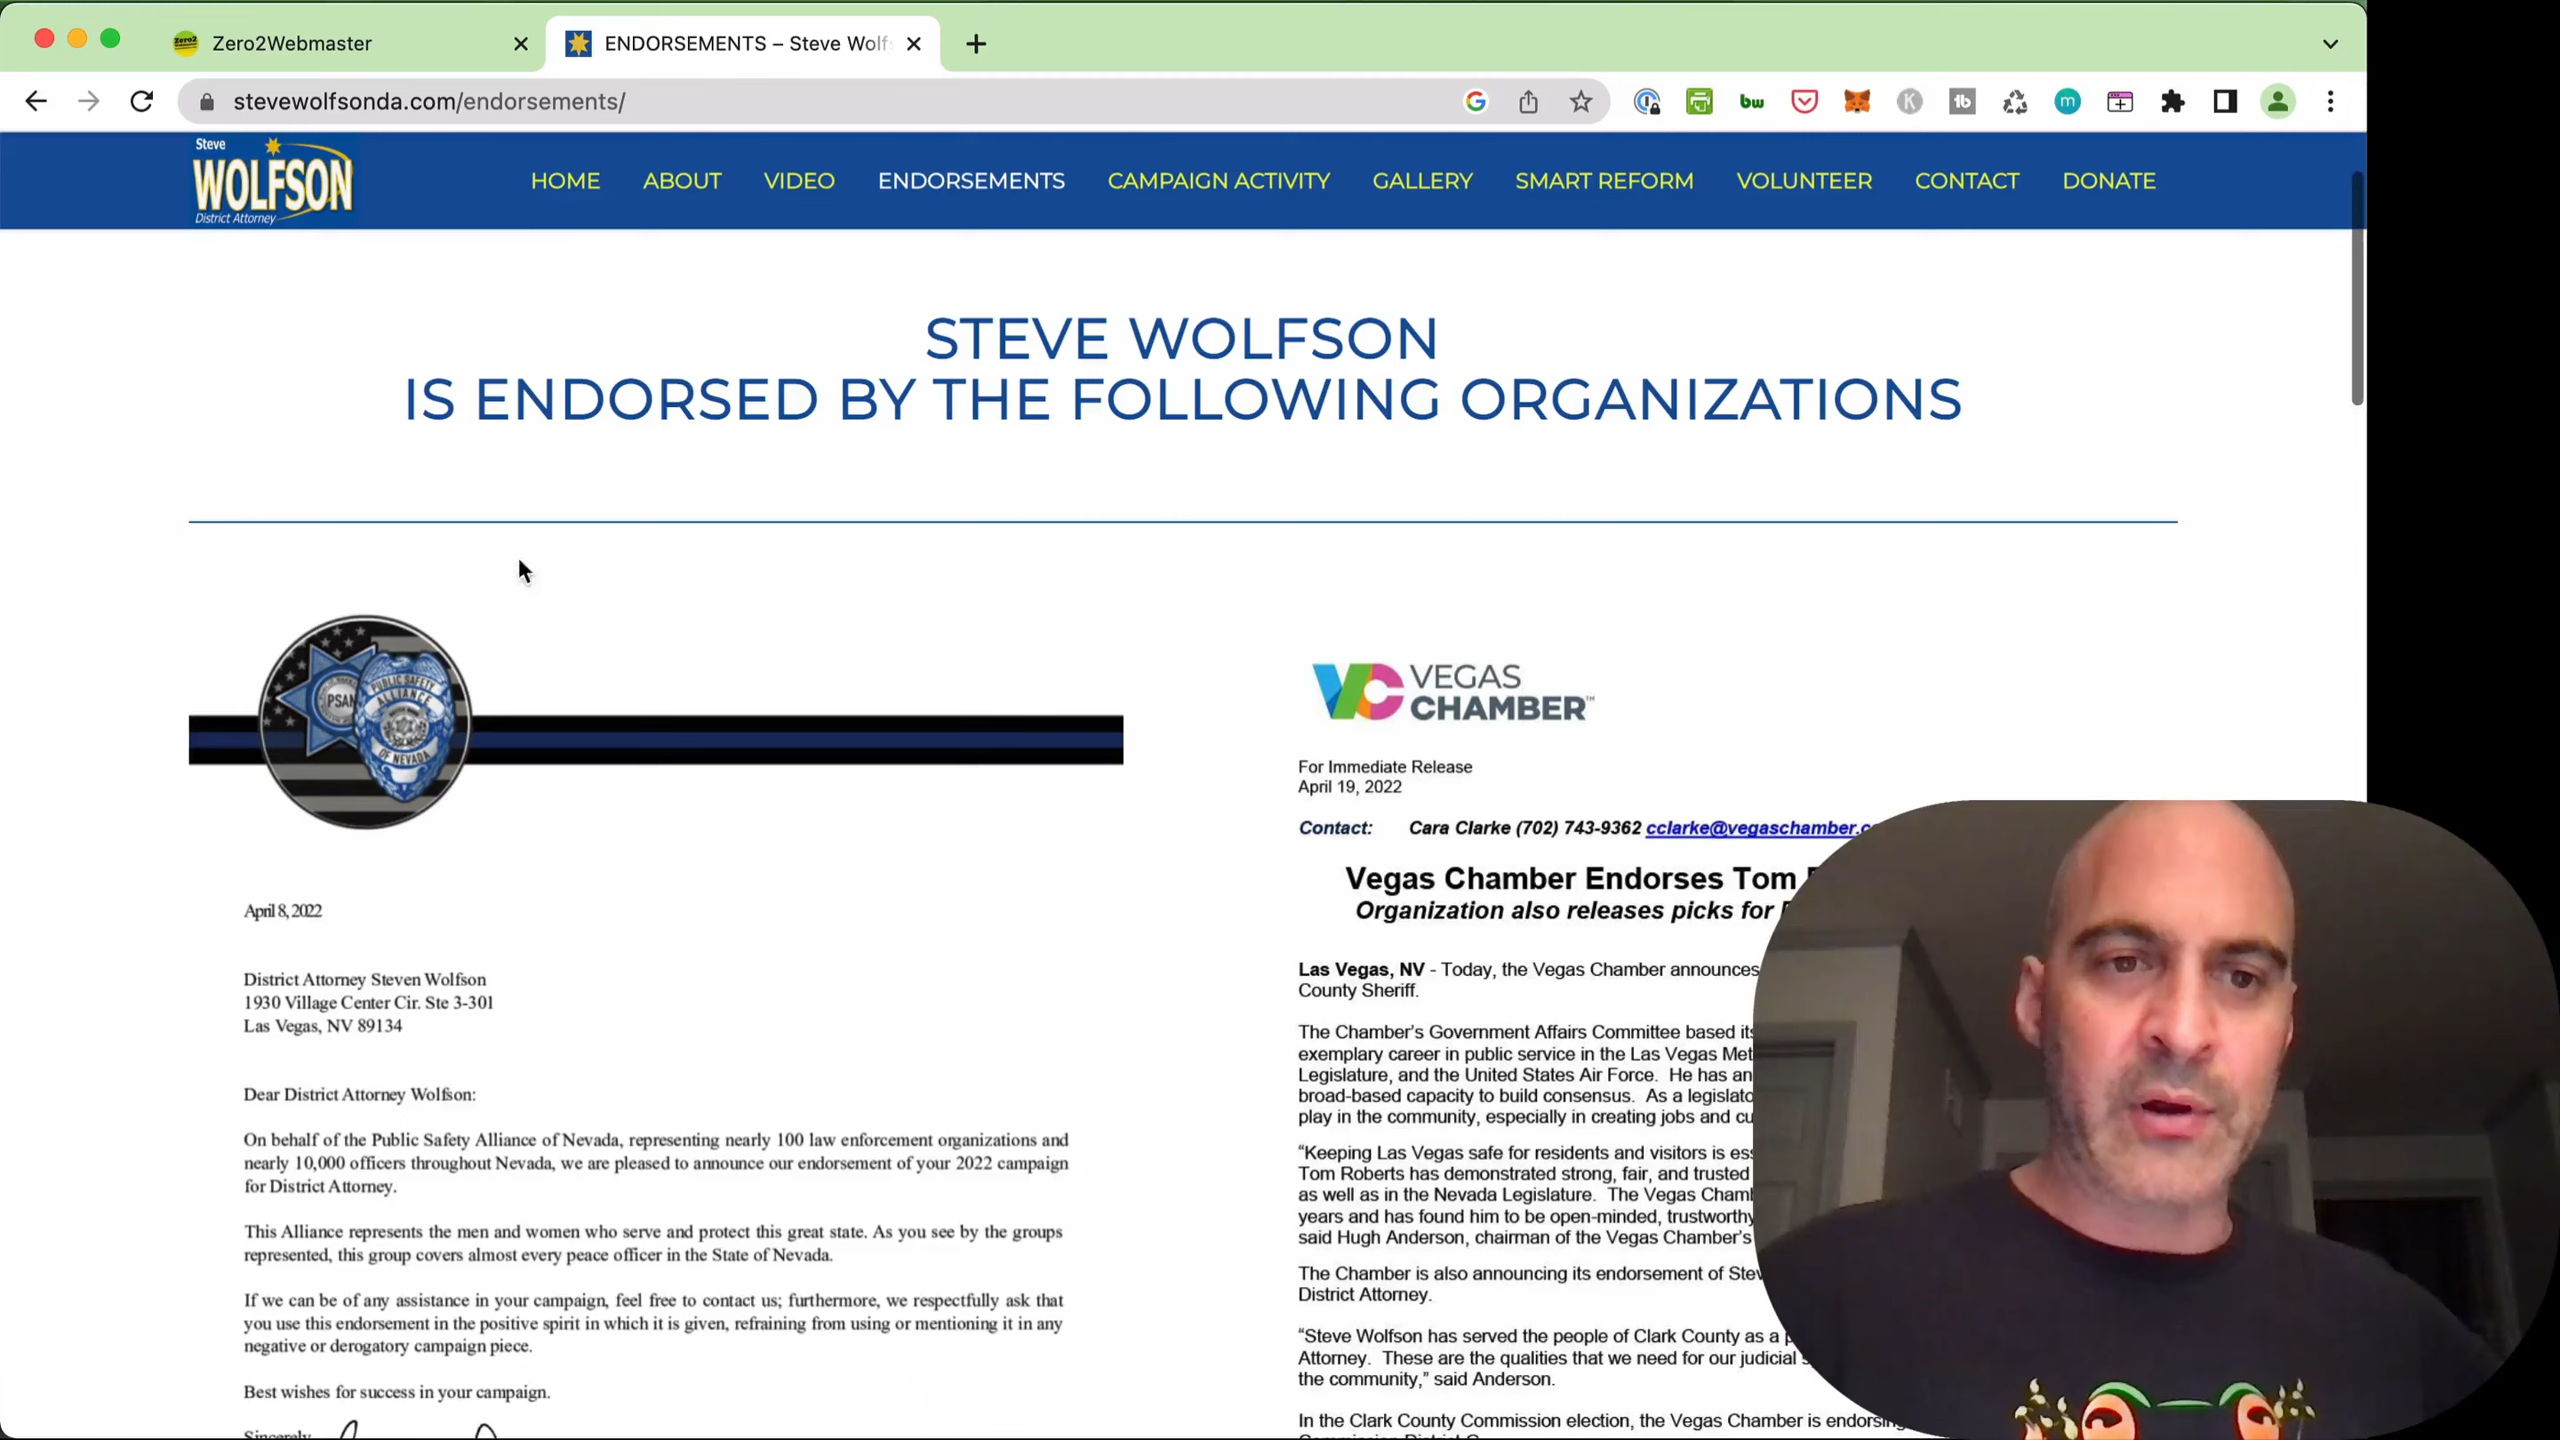 Zero2Webmaster
ENDORSEMENTS – Steve Wolfs
stevewolfsonda.com/endorsements/
Steve
WOLFSON
District Attorney
HOME ABOUT VIDEO ENDORSEMENTS CAMPAIGN ACTIVITY GALLERY SMART REFORM VOLUNTEER CONTACT DONATE
STEVE WOLFSON
IS ENDORSED BY THE FOLLOWING ORGANIZATIONS
PSAN
PUBLIC SAFETY
ALLIANCE
OF NEVADA
April 8, 2022
District Attorney Steven Wolfson
1930 Village Center Cir. Ste 3-301
Las Vegas, NV 89134
Dear District Attorney Wolfson:
On behalf of the Public Safety Alliance of Nevada, representing nearly 100 law enforcement organizations and
nearly 10,000 officers throughout Nevada, we are pleased to announce our endorsement of your 2022 campaign
for District Attorney.
This Alliance represents the men and women who serve and protect this great state. As you see by the groups
represented, this group covers almost every peace officer in the State of Nevada.
If we can be of any assistance in your campaign, feel free to contact us; furthermore, we respectfully ask that
you use this endorsement in the positive spirit in which it is given, refraining from using or mentioning it in any
negative or derogatory campaign piece.
Best wishes for success in your campaign.
Sincerely
VC VEGAS
CHAMBER™
For Immediate Release
April 19, 2022
Contact: Cara Clarke (702) 743-9362 cclarke@vegaschamber.c
Vegas Chamber Endorses Tom
Organization also releases picks for
Las Vegas, NV - Today, the Vegas Chamber announces
County Sheriff.
The Chamber's Government Affairs Committee based its
exemplary career in public service in the Las Vegas Met
Legislature, and the United States Air Force. He has an
broad-based capacity to build consensus. As a legislato
play in the community, especially in creating jobs and cu
“Keeping Las Vegas safe for residents and visitors is ess
Tom Roberts has demonstrated strong, fair, and trusted
as well as in the Nevada Legislature. The Vegas Chamb
years and has found him to be open-minded, trustworthy
said Hugh Anderson, chairman of the Vegas Chamber's
The Chamber is also announcing its endorsement of Stev
District Attorney.
“Steve Wolfson has served the people of Clark County as a p
Attorney. These are the qualities that we need for our judicial s
the community,” said Anderson.
In the Clark County Commission election, the Vegas Chamber is endorsing